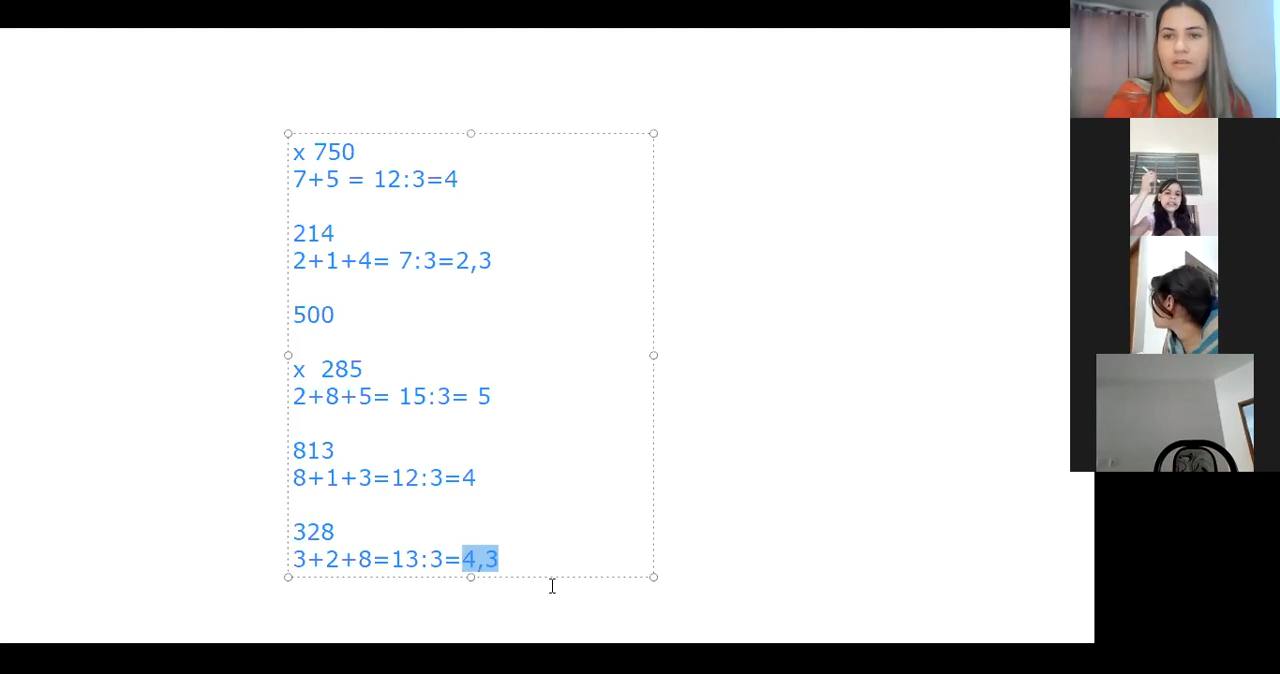 x 750
7+5 = 12:3=4
214
2+1+4= 7:3=2,3
500
x  285
2+8+5= 15:3= 5
813
8+1+3=12:3=4
328
3+2+8=13:3=4,3